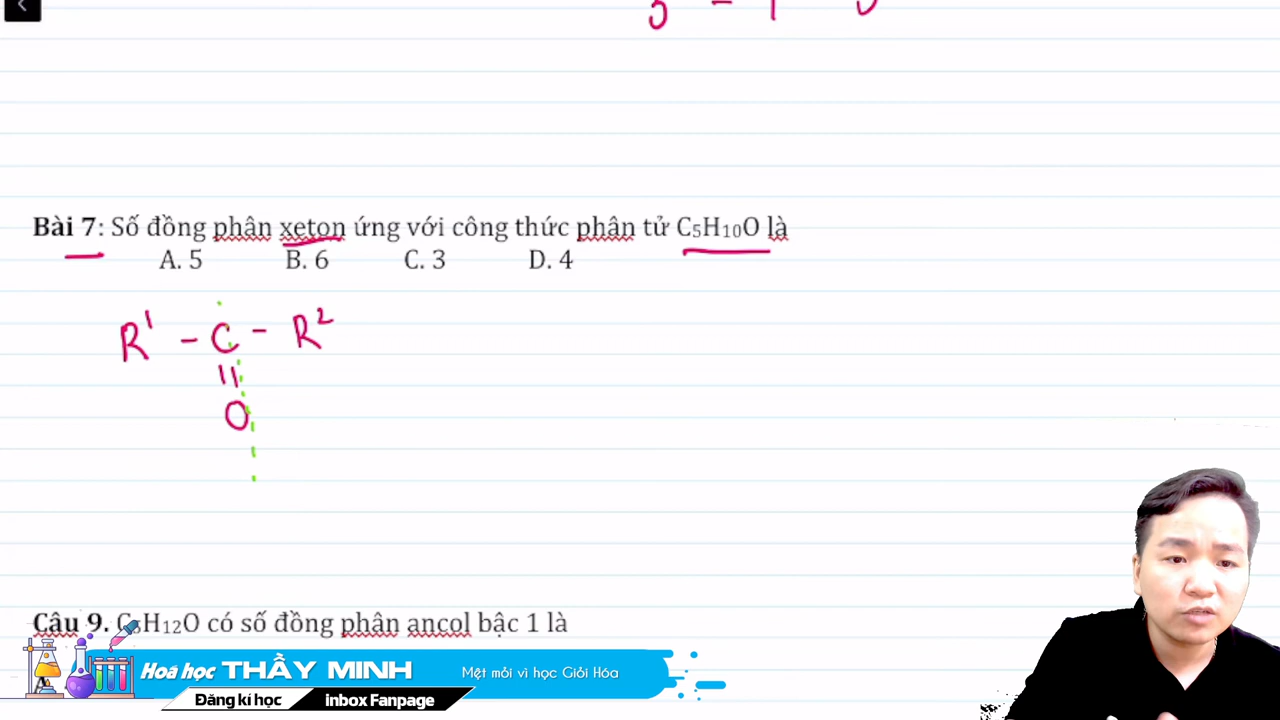 Bài 7: Số đồng phân xeton ứng với công thức phân tử C₅H₁₀O là
A. 5 B. 6 C. 3 D. 4
R¹ – C – R²
||
O
Câu 9. C₅H₁₂O có số đồng phân ancol bậc 1 là
Hoá học THẦY MINH
Mệt mỏi vì học Giỏi Hóa
Đăng kí học
inbox Fanpage